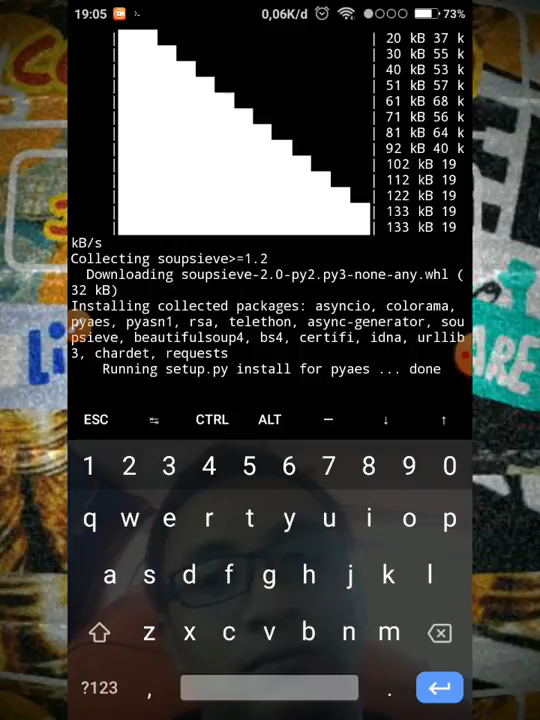 19:05 0,06K/d 73%
20 kB 37 k
30 kB 55 k
40 kB 53 k
51 kB 57 k
61 kB 68 k
71 kB 56 k
81 kB 64 k
92 kB 40 k
102 kB 19
112 kB 19
122 kB 19
133 kB 19
133 kB 19
kB/s
Collecting soupsieve>=1.2
Downloading soupsieve-2.0-py2.py3-none-any.whl (
32 kB)
Installing collected packages: asyncio, colorama,
pyaes, pyasn1, rsa, telethon, async-generator, sou
psieve, beautifulsoup4, bs4, certifi, idna, urllib
3, chardet, requests
Running setup.py install for pyaes ... done
ESC CTRL ALT – ↓ ↑
1 2 3 4 5 6 7 8 9 0
q w e r t y u i o p
a s d f g h j k l
z x c v b n m
?123 , .